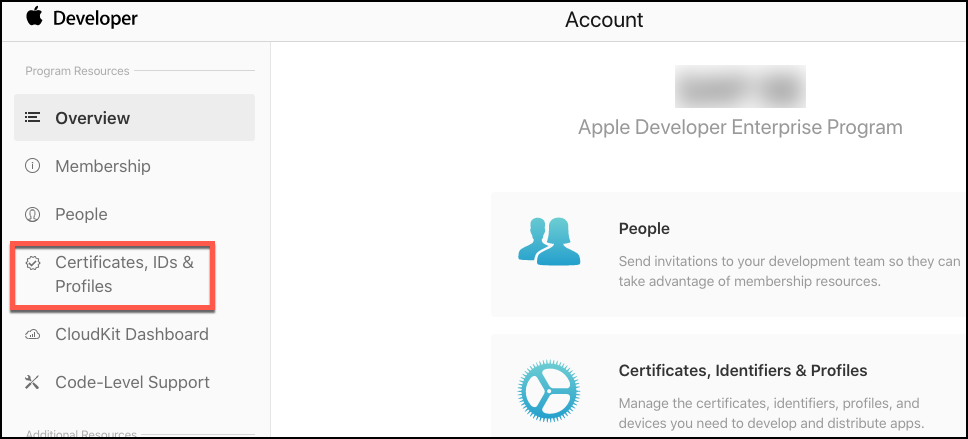 Developer
Account
Program Resources
Overview
Membership
People
Certificates, IDs &
Profiles
CloudKit Dashboard
Code-Level Support
Additional Resources
Apple Developer Enterprise Program
People
Send invitations to your development team so they can
take advantage of membership resources.
Certificates, Identifiers & Profiles
Manage the certificates, identifiers, profiles, and
devices you need to develop and distribute apps.